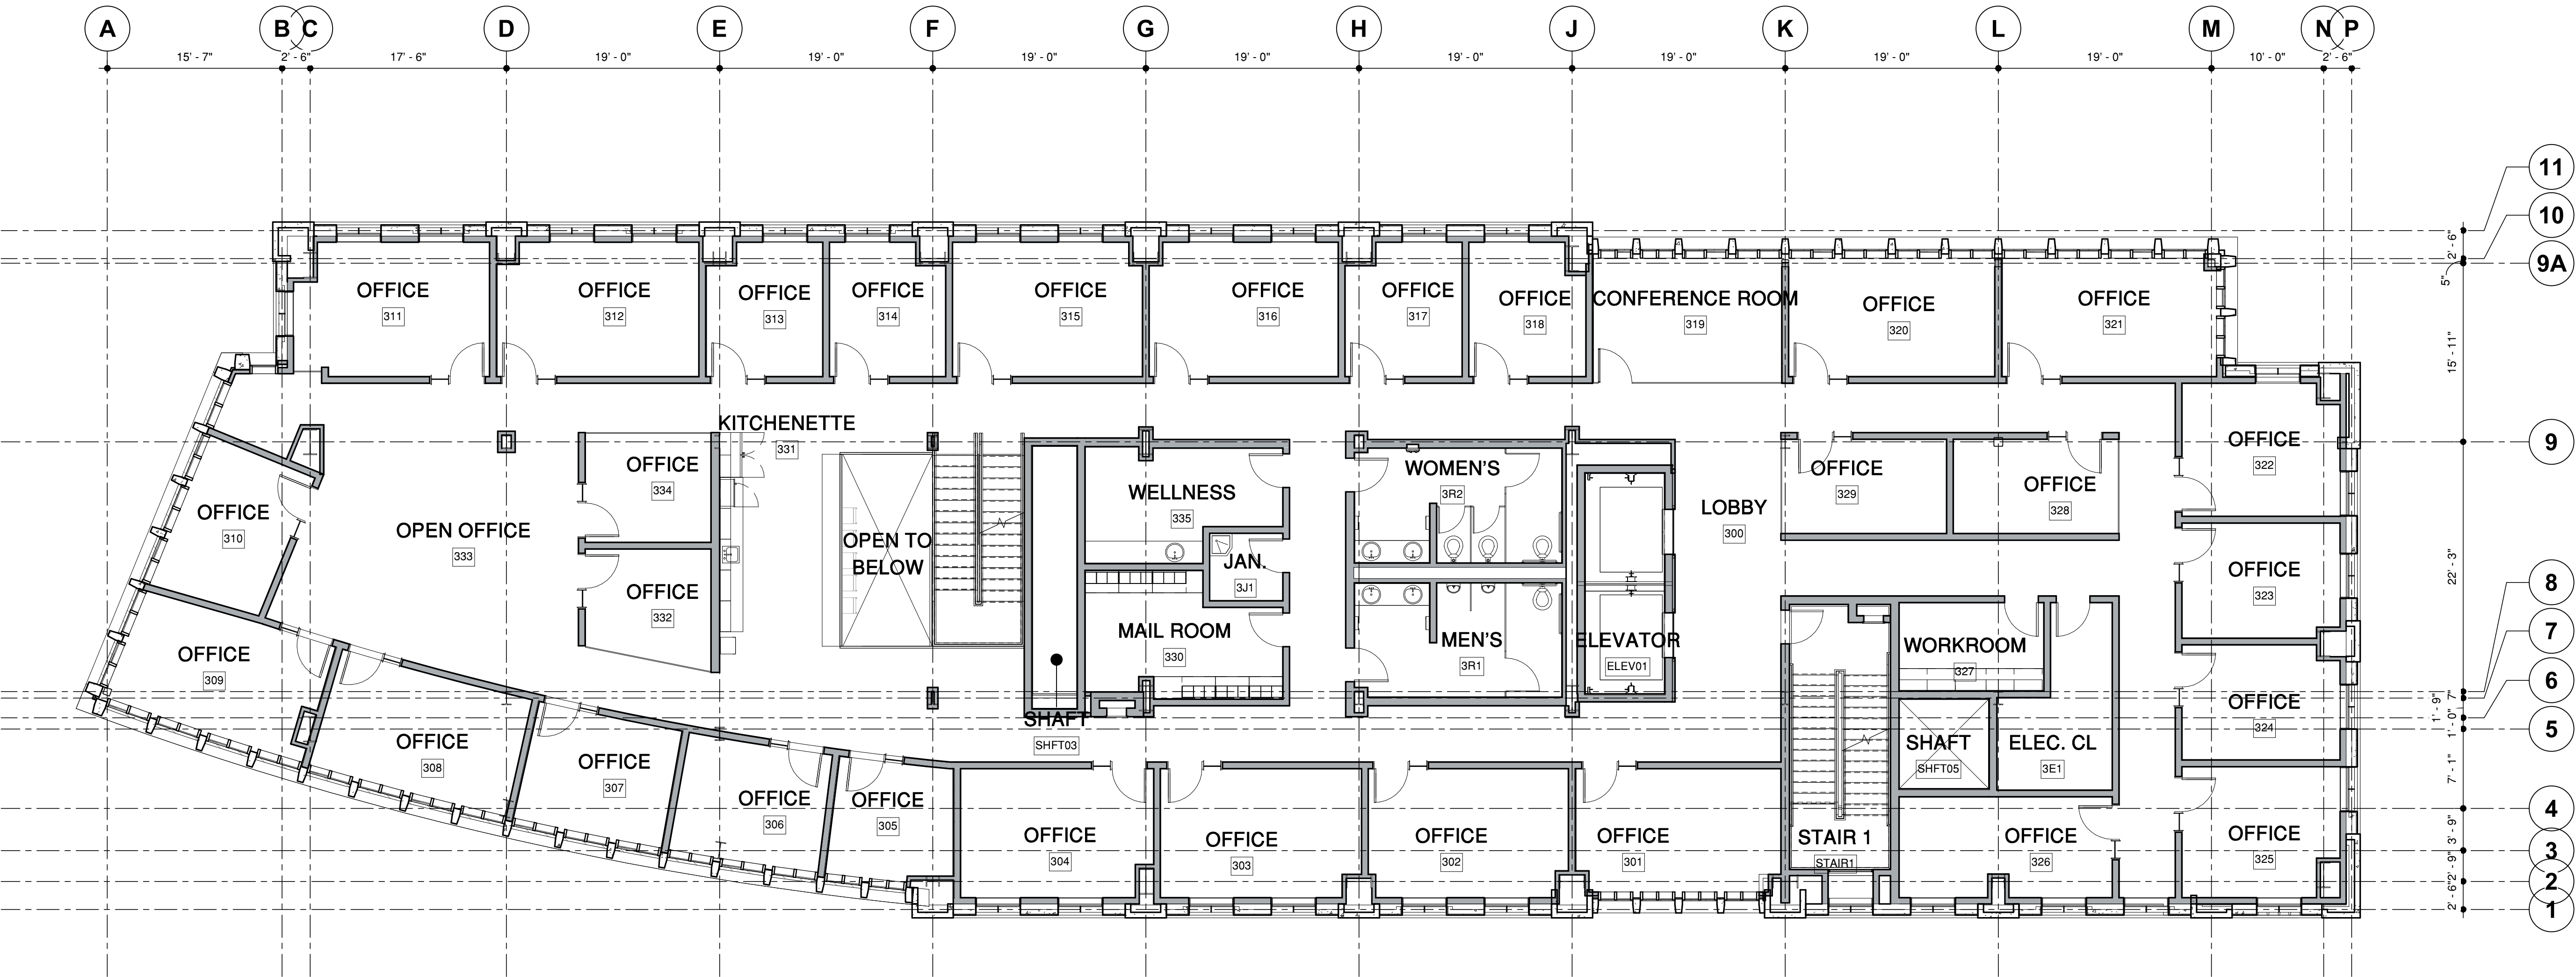 A B C D E F G H J K L M N P
15' - 7" 2' - 6" 17' - 6" 19' - 0" 19' - 0" 19' - 0" 19' - 0" 19' - 0" 19' - 0" 19' - 0" 19' - 0" 10' - 0" 2' - 6"
11
10
9A
9
8
7
6
5
4
3
2
1
2' - 6"
5"
15' - 11"
22' - 3"
7"
1' - 9"
1' - 0"
7' - 1"
3' - 9"
2' - 9"
2' - 6"
OFFICE
311
OFFICE
312
OFFICE
313
OFFICE
314
OFFICE
315
OFFICE
316
OFFICE
317
OFFICE
318
CONFERENCE ROOM
319
OFFICE
320
OFFICE
321
KITCHENETTE
331
OFFICE
334
WELLNESS
335
WOMEN'S
3R2
LOBBY
300
OFFICE
329
OFFICE
328
OFFICE
322
OFFICE
310
OPEN OFFICE
333
OPEN TO
BELOW
JAN.
3J1
OFFICE
323
OFFICE
332
OFFICE
309
MAIL ROOM
330
MEN'S
3R1
ELEVATOR
ELEV01
WORKROOM
327
OFFICE
324
SHAFT
SHFT03
OFFICE
308
OFFICE
307
OFFICE
306
OFFICE
305
SHAFT
SHFT05
ELEC. CL
3E1
OFFICE
304
OFFICE
303
OFFICE
302
OFFICE
301
STAIR 1
STAIR1
OFFICE
326
OFFICE
325